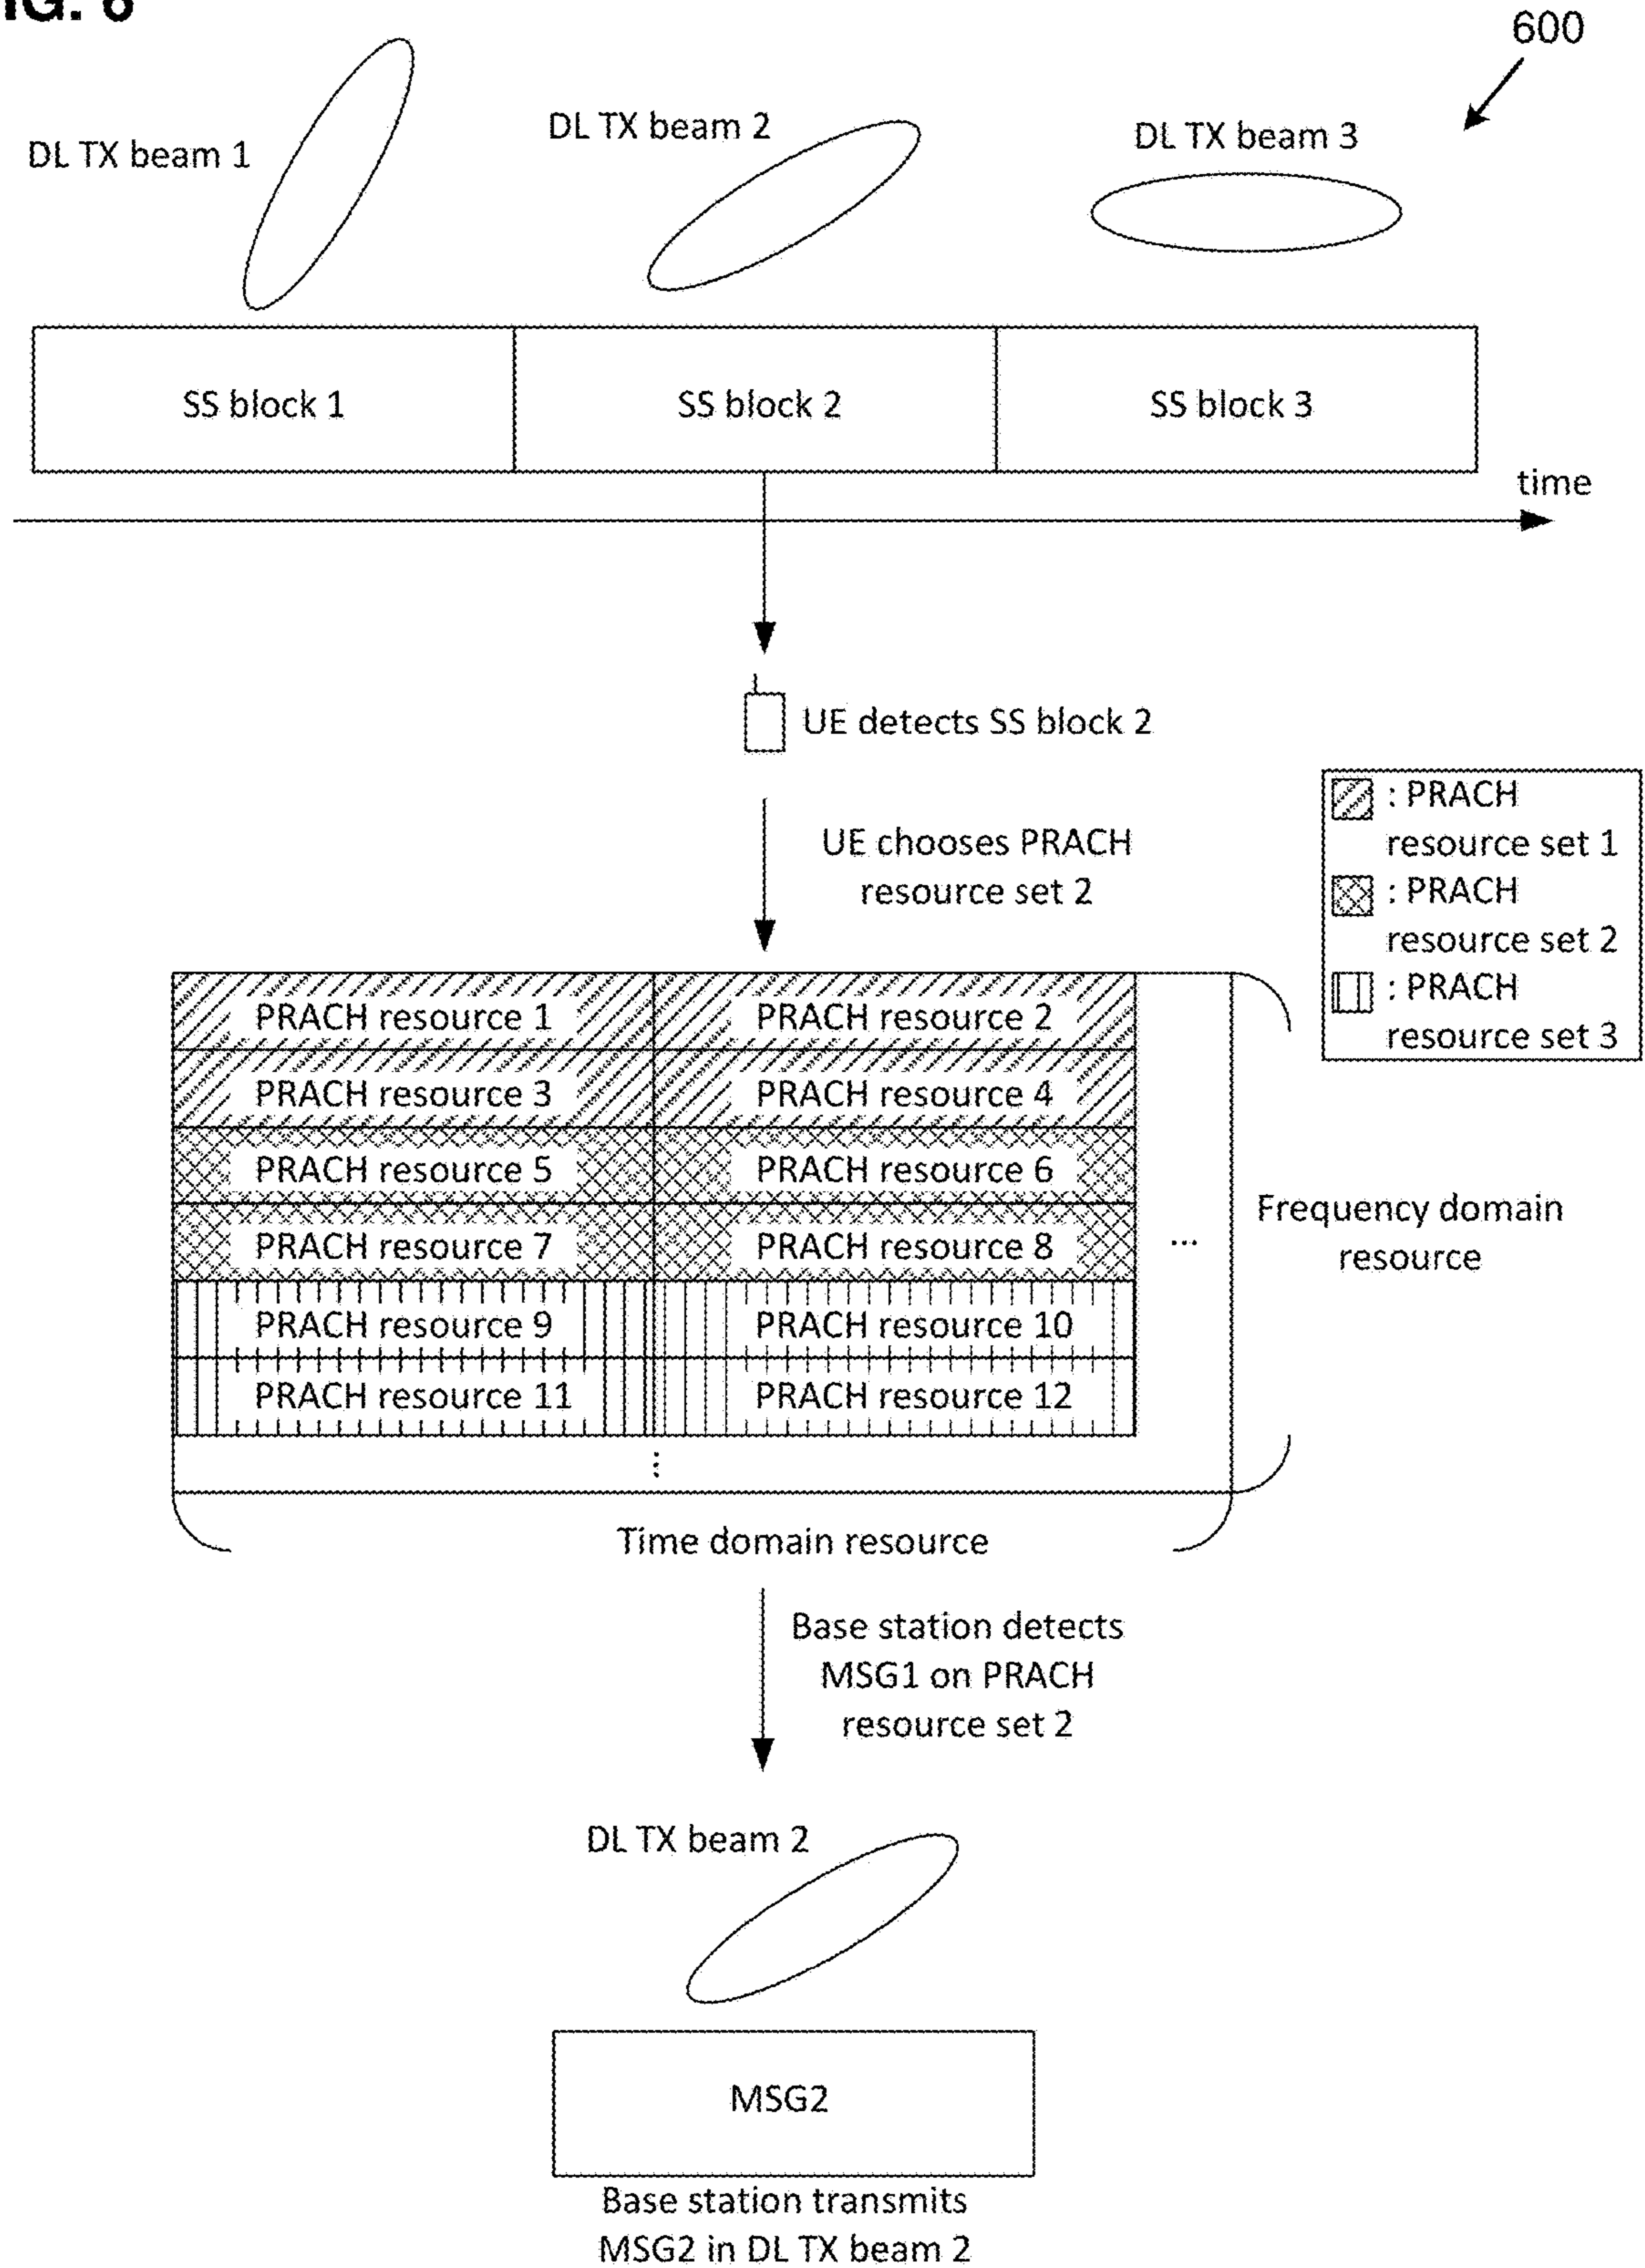 FIG. 6
600
DL TX beam 1
DL TX beam 2
DL TX beam 3
SS block 1
SS block 2
SS block 3
time
UE detects SS block 2
UE chooses PRACH
resource set 2
: PRACH
resource set 1
: PRACH
resource set 2
: PRACH
resource set 3
PRACH resource 1
PRACH resource 2
PRACH resource 3
PRACH resource 4
PRACH resource 5
PRACH resource 6
PRACH resource 7
PRACH resource 8
...
PRACH resource 9
PRACH resource 10
PRACH resource 11
PRACH resource 12
Frequency domain
resource
Time domain resource
Base station detects
MSG1 on PRACH
resource set 2
DL TX beam 2
MSG2
Base station transmits
MSG2 in DL TX beam 2